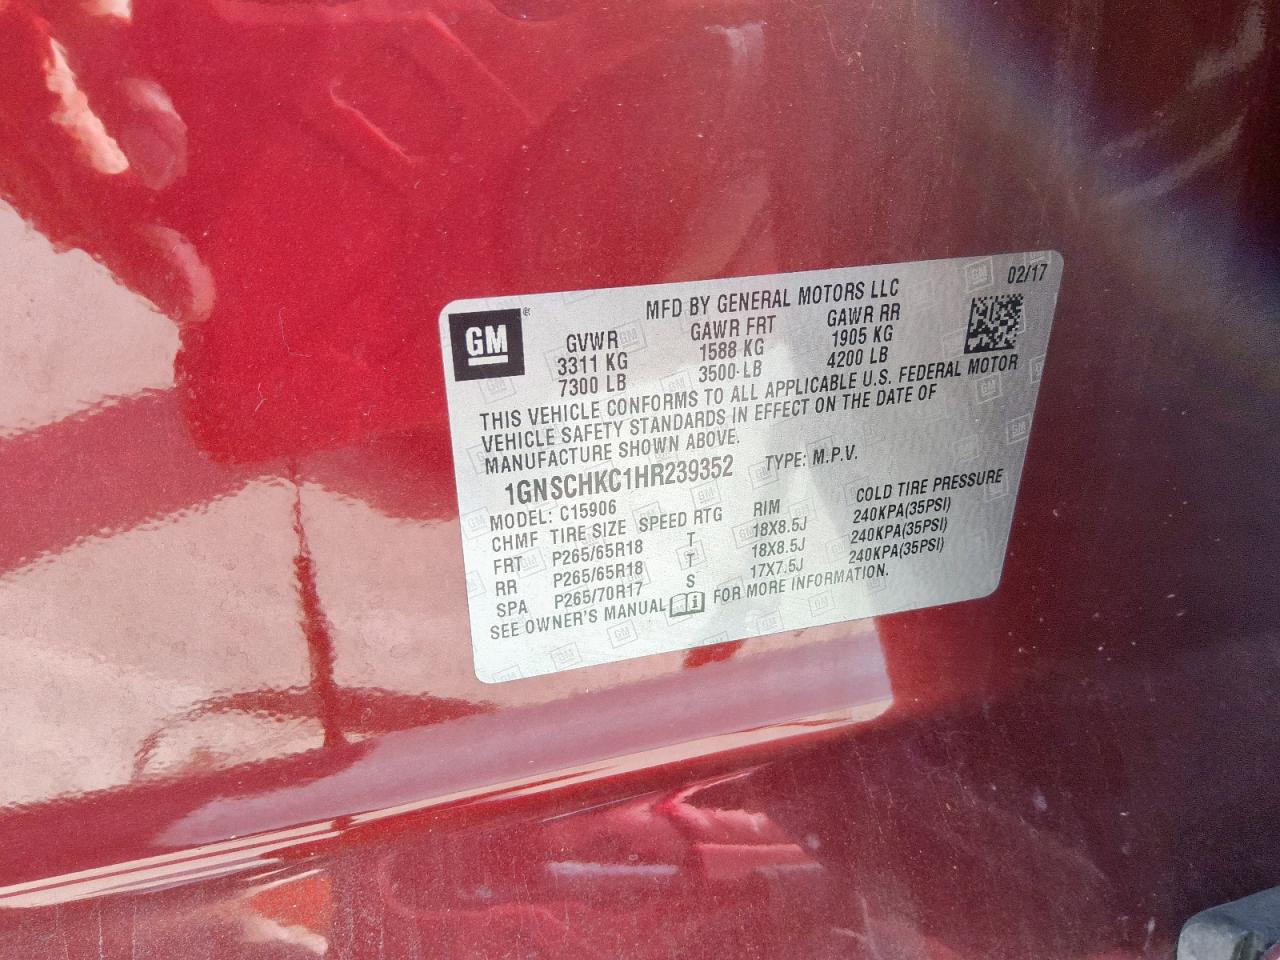 02/17
MFD BY GENERAL MOTORS LLC
GM®
GVWR GAWR FRT GAWR RR
3311 KG 1588 KG 1905 KG
7300 LB 3500 LB 4200 LB
THIS VEHICLE CONFORMS TO ALL APPLICABLE U.S. FEDERAL MOTOR
VEHICLE SAFETY STANDARDS IN EFFECT ON THE DATE OF
MANUFACTURE SHOWN ABOVE.
1GNSCHKC1HR239352 TYPE: M.P.V.
MODEL: C15906
CHMF TIRE SIZE SPEED RTG RIM COLD TIRE PRESSURE
FRT P265/65R18 T 18X8.5J 240KPA(35PSI)
RR P265/65R18 T 18X8.5J 240KPA(35PSI)
SPA P265/70R17 S 17X7.5J 240KPA(35PSI)
SEE OWNER'S MANUAL FOR MORE INFORMATION.